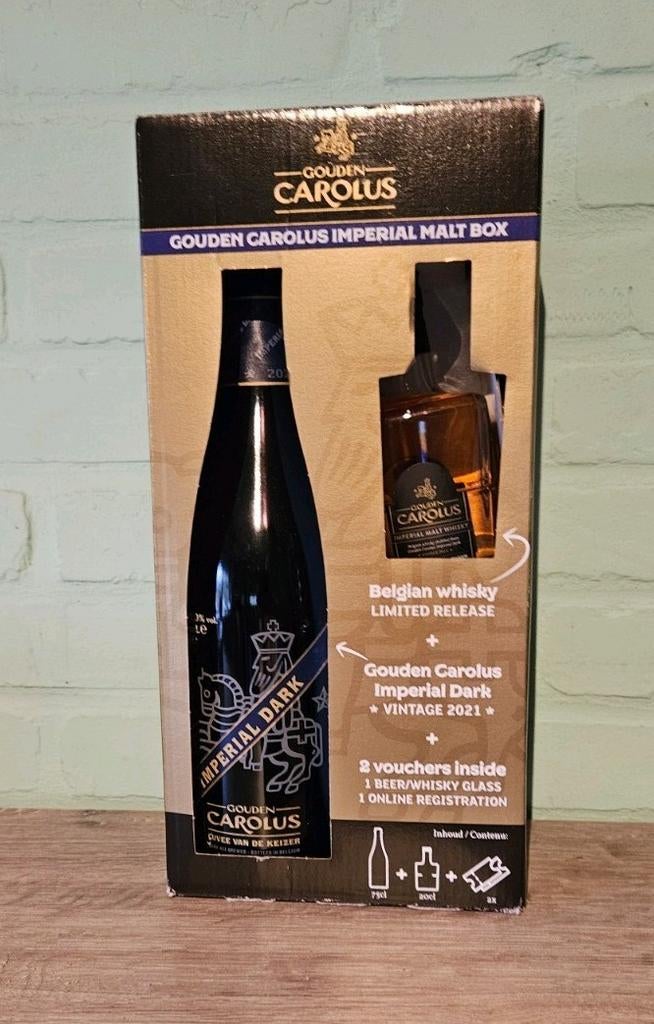 GOUDEN
CAROLUS
GOUDEN CAROLUS IMPERIAL MALT BOX
GOUDEN
CAROLUS
IMPERIAL MALT WHISKY
Belgian whisky
LIMITED RELEASE
+
Gouden Carolus
Imperial Dark
★ VINTAGE 2021 ★
+
2 vouchers inside
1 BEER/WHISKY GLASS
1 ONLINE REGISTRATION
IMPERIAL DARK
GOUDEN
CAROLUS
CUVEE VAN DE KEIZER
Inhoud / Contenu:
+ +
75cl 20cl 2x